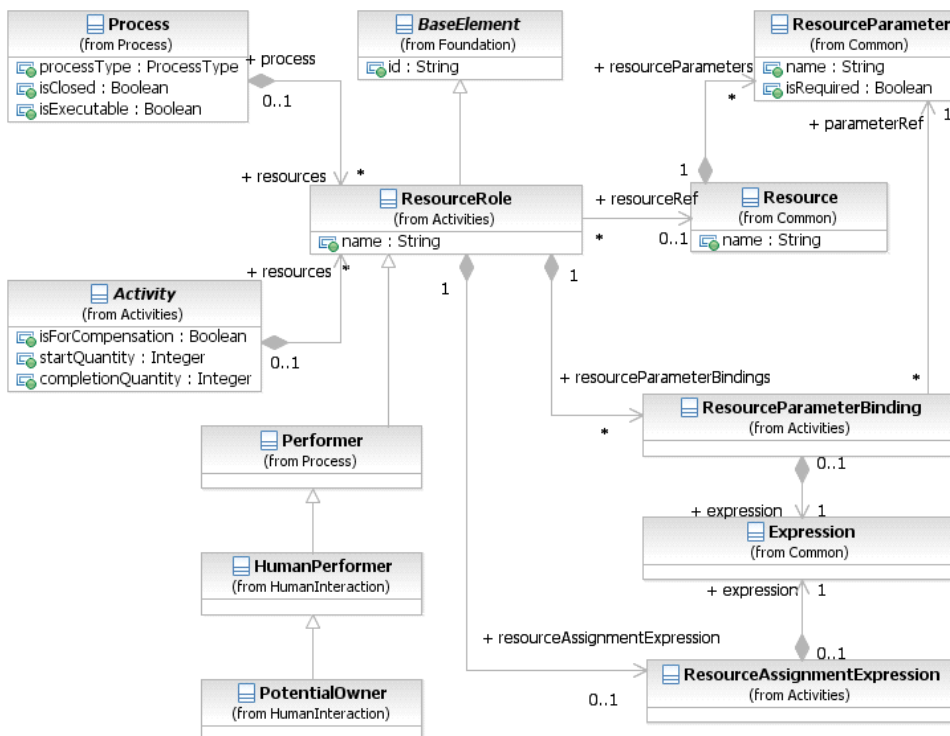 Process
(from Process)
processType : ProcessType
isClosed : Boolean
isExecutable : Boolean
+ process
0..1
BaseElement
(from Foundation)
id : String
ResourceParameter
(from Common)
name : String
isRequired : Boolean
+ resourceParameters
*
+ parameterRef
1
1
+ resources
*
ResourceRole
(from Activities)
name : String
+ resourceRef
*
0..1
Resource
(from Common)
name : String
+ resources
*
1
1
Activity
(from Activities)
isForCompensation : Boolean
startQuantity : Integer
completionQuantity : Integer
0..1
+ resourceParameterBindings
*
*
ResourceParameterBinding
(from Activities)
0..1
Performer
(from Process)
+ expression
1
Expression
(from Common)
HumanPerformer
(from HumanInteraction)
+ expression
1
+ resourceAssignmentExpression
0..1
0..1
ResourceAssignmentExpression
(from Activities)
PotentialOwner
(from HumanInteraction)